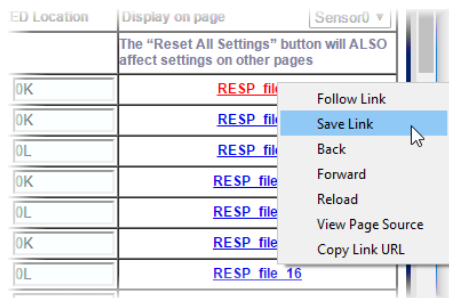 ED Location Display on page Sensor0
The “Reset All Settings” button will ALSO
affect settings on other pages
0K RESP_file
Follow Link
0K RESP_fil
Save Link
0L RESP_fil
Back
0K RESP_file
Forward
Reload
0L RESP_file
View Page Source
0K RESP_file
Copy Link URL
0L RESP_file_16